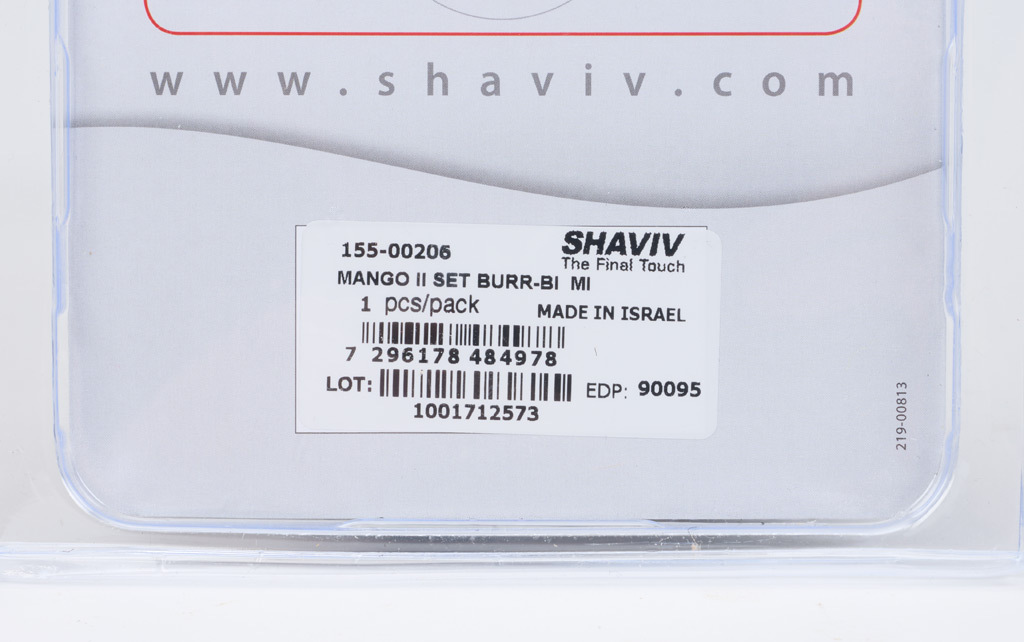 www.shaviv.com
155-00206
SHAVIV
The Final Touch
MANGO II SET BURR-BI MI
1 pcs/pack
MADE IN ISRAEL
7 296178 484978
LOT:
EDP: 90095
1001712573
219-00813